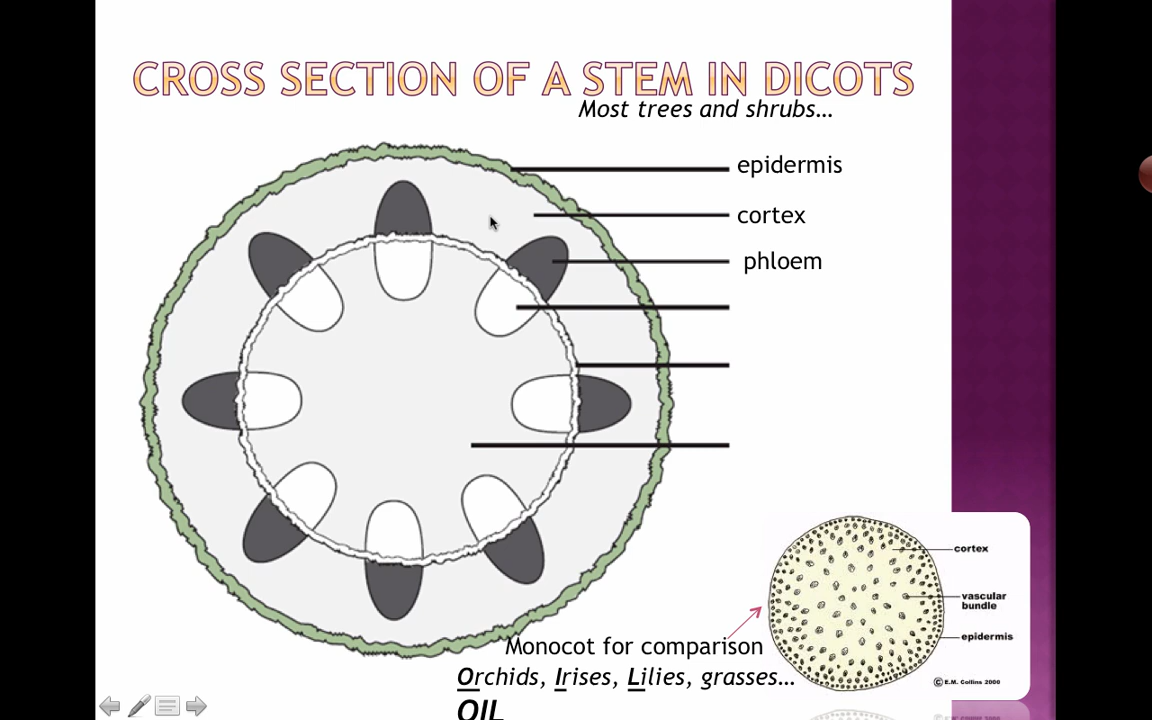 CROSS SECTION OF A STEM IN DICOTS
Most trees and shrubs…
epidermis
cortex
phloem
cortex
vascular
bundle
epidermis
© E.M. Collins 2000
Monocot for comparison
Orchids, Irises, Lilies, grasses…
OIL